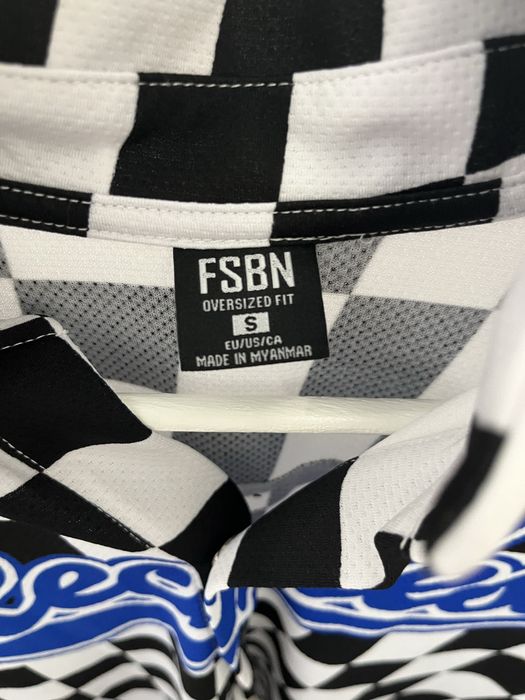 FSBN
OVERSIZED FIT
S
EU/US/CA
MADE IN MYANMAR